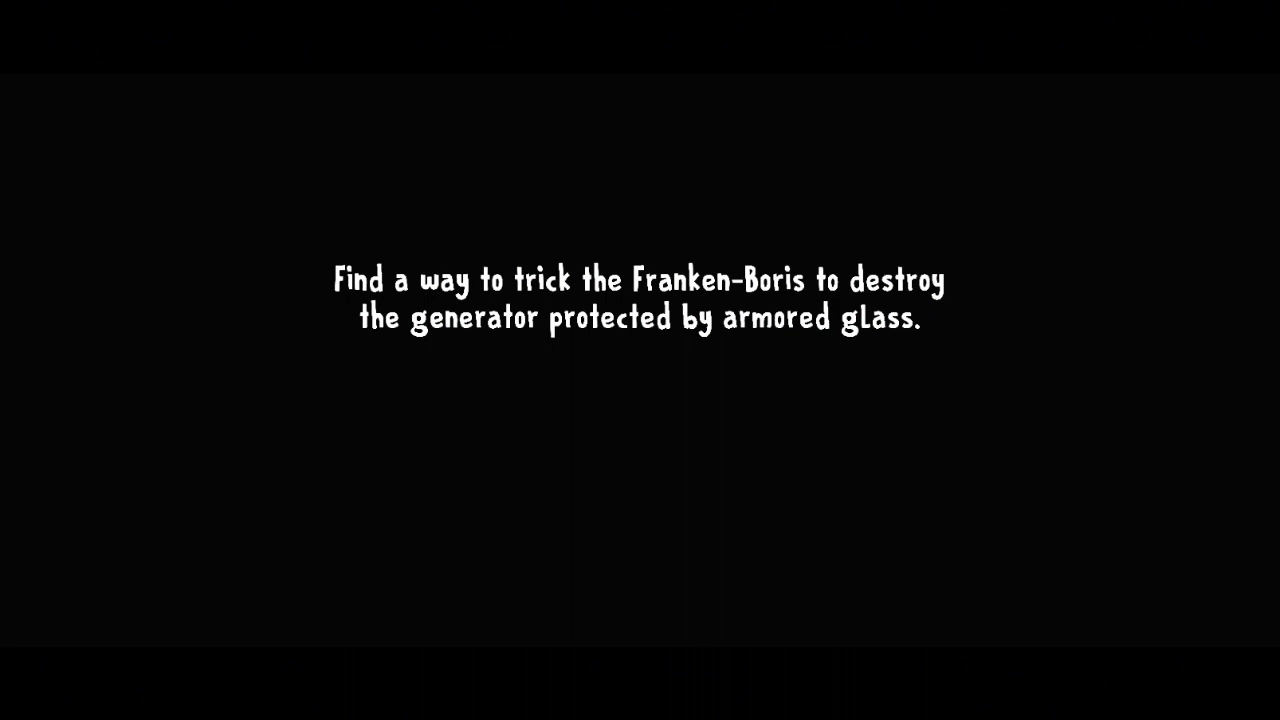 Find a way to trick the Franken-Boris to destroy
the generator protected by armored glass.